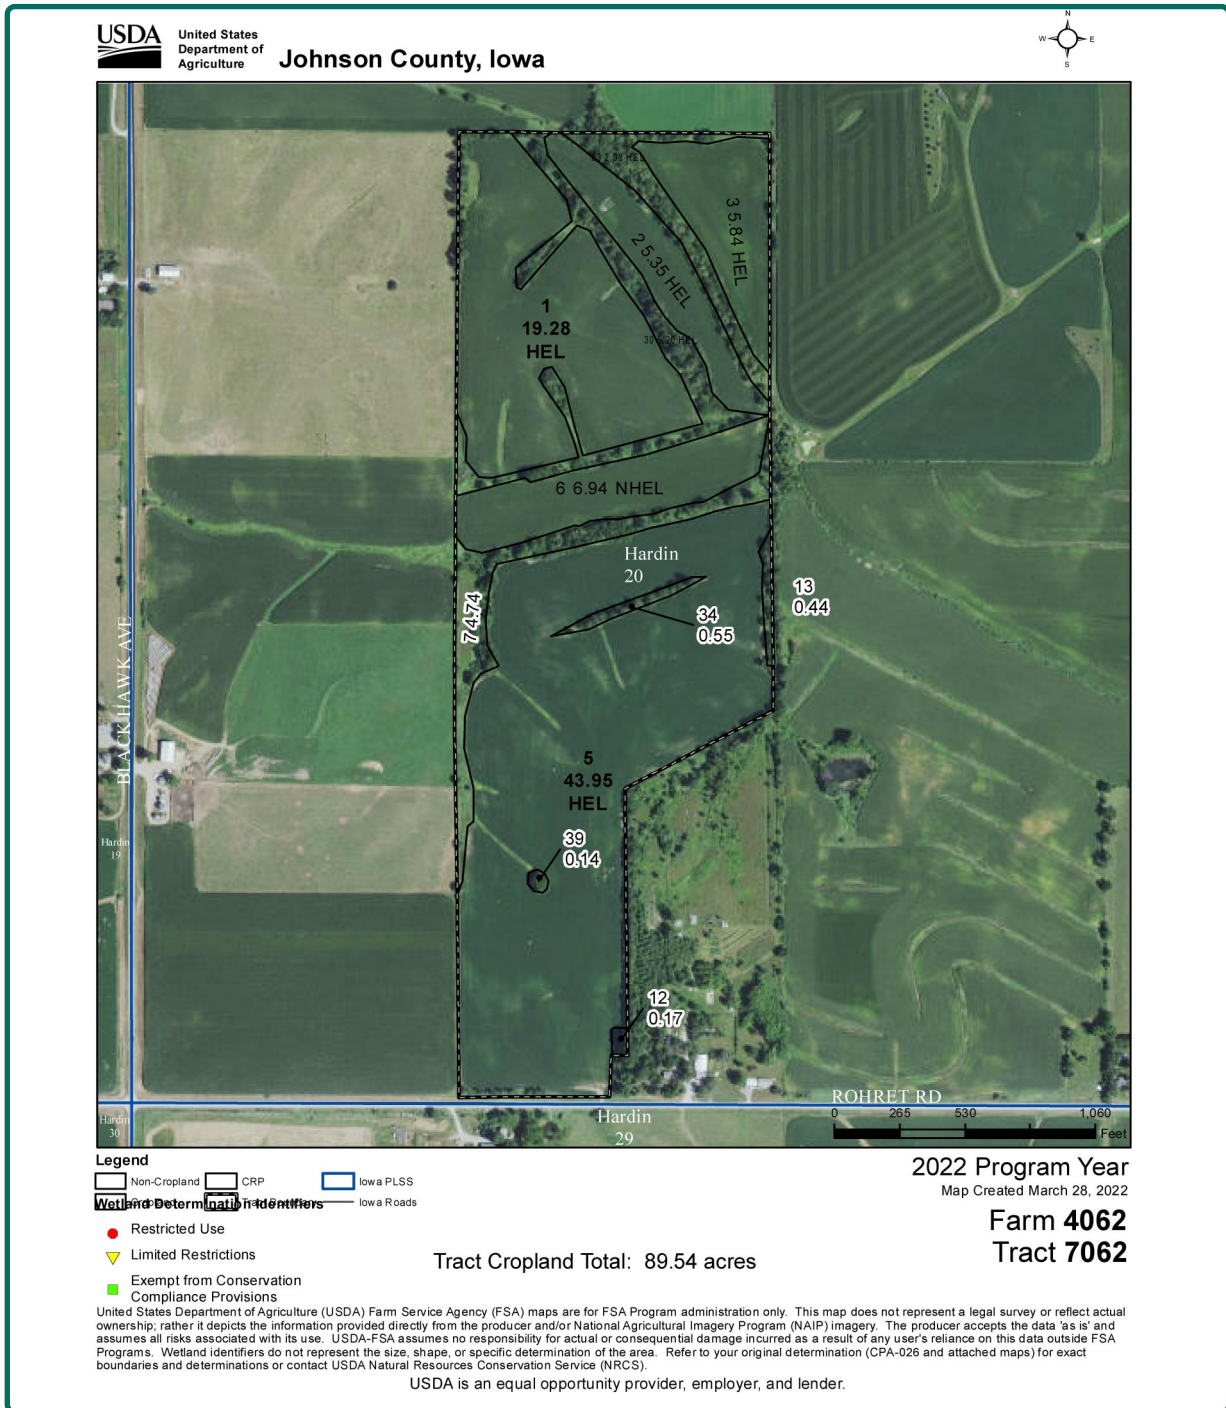 USDA
United States
Department of
Agriculture
Johnson County, Iowa
N
W E
S
3 5.84 HEL
2 5.35 HEL
1
19.28
HEL
6 6.94 NHEL
Hardin
20
13
0.44
7 4.74
34
0.55
BLACK HAWK AVE
5
43.95
HEL
Hardin
19
39
0.14
12
0.17
ROHRET RD
Hardin
30
Hardin
29
0 265 530 1,060
Feet
Legend
Non-Cropland CRP Iowa PLSS
Iowa Roads
Wetland Determination Identifiers
Restricted Use
Limited Restrictions
Exempt from Conservation
Compliance Provisions
Tract Cropland Total: 89.54 acres
2022 Program Year
Map Created March 28, 2022
Farm 4062
Tract 7062
United States Department of Agriculture (USDA) Farm Service Agency (FSA) maps are for FSA Program administration only. This map does not represent a legal survey or reflect actual
ownership; rather it depicts the information provided directly from the producer and/or National Agricultural Imagery Program (NAIP) imagery. The producer accepts the data 'as is' and
assumes all risks associated with its use. USDA-FSA assumes no responsibility for actual or consequential damage incurred as a result of any user's reliance on this data outside FSA
Programs. Wetland identifiers do not represent the size, shape, or specific determination of the area. Refer to your original determination (CPA-026 and attached maps) for exact
boundaries and determinations or contact USDA Natural Resources Conservation Service (NRCS).
USDA is an equal opportunity provider, employer, and lender.